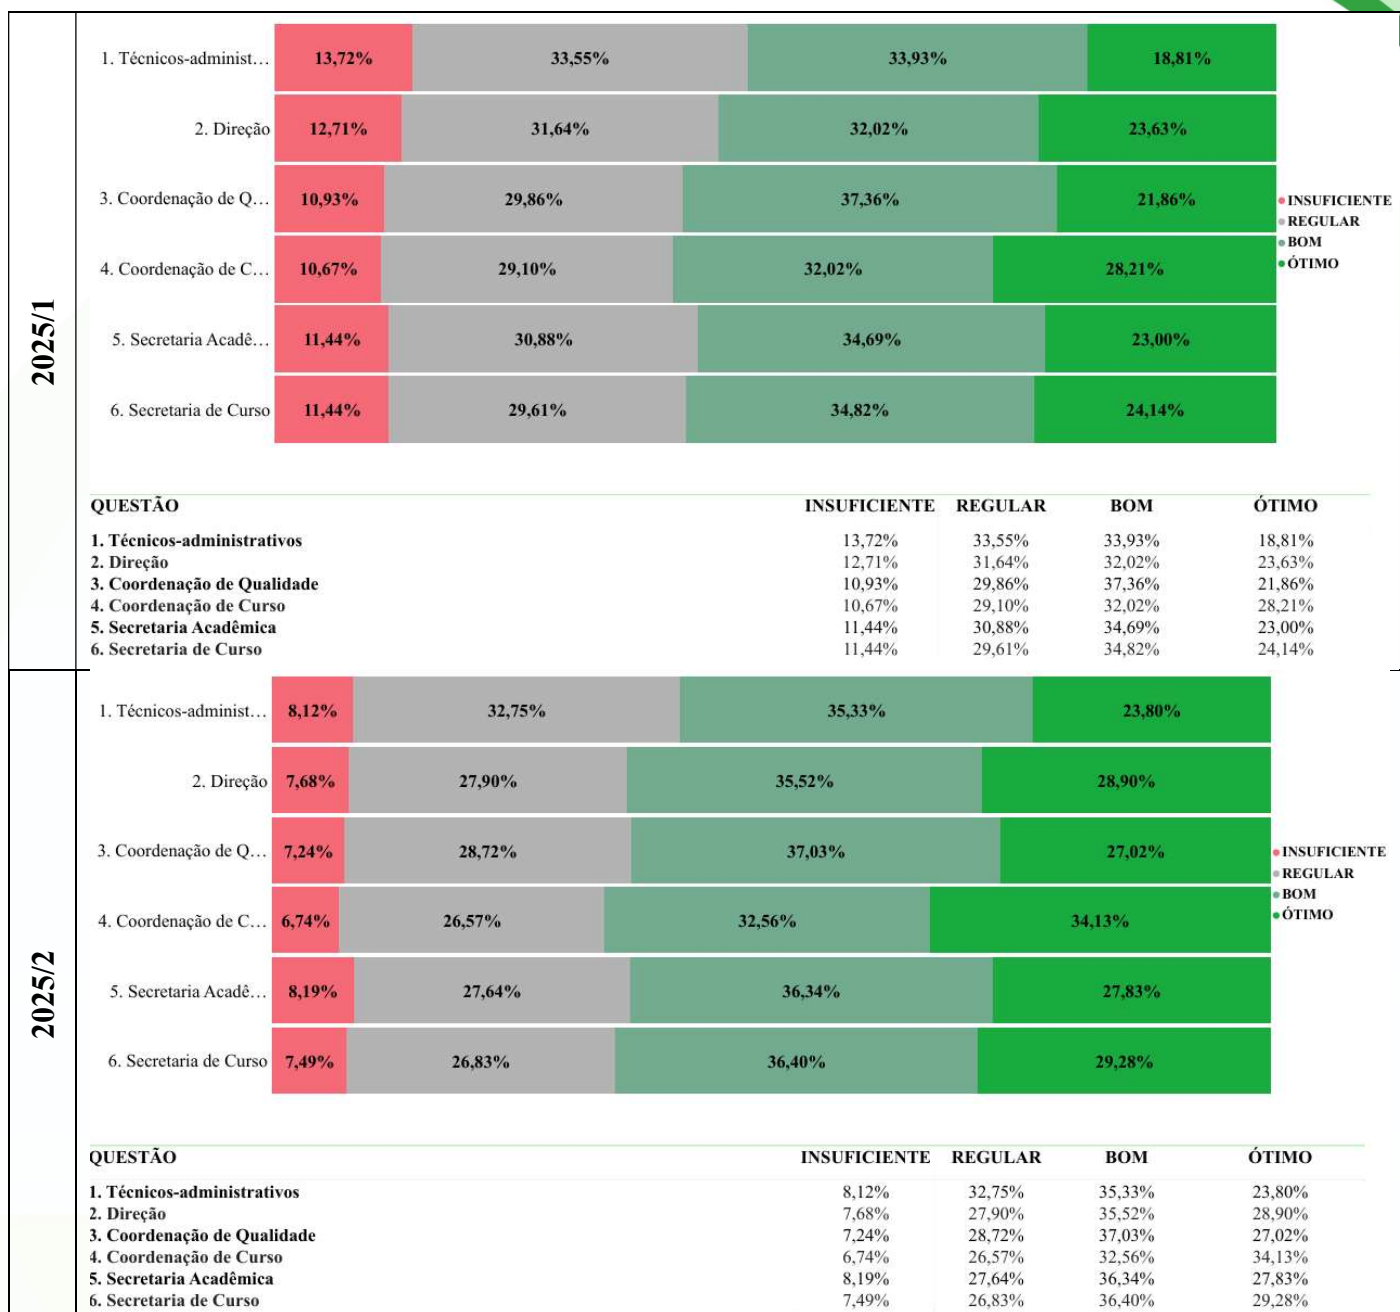 2025/1
1. Técnicos-administ… 13,72% 33,55% 33,93% 18,81%
2. Direção 12,71% 31,64% 32,02% 23,63%
3. Coordenação de Q… 10,93% 29,86% 37,36% 21,86%
4. Coordenação de C… 10,67% 29,10% 32,02% 28,21%
5. Secretaria Acadê… 11,44% 30,88% 34,69% 23,00%
6. Secretaria de Curso 11,44% 29,61% 34,82% 24,14%
INSUFICIENTE
REGULAR
BOM
ÓTIMO
QUESTÃO INSUFICIENTE REGULAR BOM ÓTIMO
1. Técnicos-administrativos 13,72% 33,55% 33,93% 18,81%
2. Direção 12,71% 31,64% 32,02% 23,63%
3. Coordenação de Qualidade 10,93% 29,86% 37,36% 21,86%
4. Coordenação de Curso 10,67% 29,10% 32,02% 28,21%
5. Secretaria Acadêmica 11,44% 30,88% 34,69% 23,00%
6. Secretaria de Curso 11,44% 29,61% 34,82% 24,14%
2025/2
1. Técnicos-administ… 8,12% 32,75% 35,33% 23,80%
2. Direção 7,68% 27,90% 35,52% 28,90%
3. Coordenação de Q… 7,24% 28,72% 37,03% 27,02%
4. Coordenação de C… 6,74% 26,57% 32,56% 34,13%
5. Secretaria Acadê… 8,19% 27,64% 36,34% 27,83%
6. Secretaria de Curso 7,49% 26,83% 36,40% 29,28%
INSUFICIENTE
REGULAR
BOM
ÓTIMO
QUESTÃO INSUFICIENTE REGULAR BOM ÓTIMO
1. Técnicos-administrativos 8,12% 32,75% 35,33% 23,80%
2. Direção 7,68% 27,90% 35,52% 28,90%
3. Coordenação de Qualidade 7,24% 28,72% 37,03% 27,02%
4. Coordenação de Curso 6,74% 26,57% 32,56% 34,13%
5. Secretaria Acadêmica 8,19% 27,64% 36,34% 27,83%
6. Secretaria de Curso 7,49% 26,83% 36,40% 29,28%